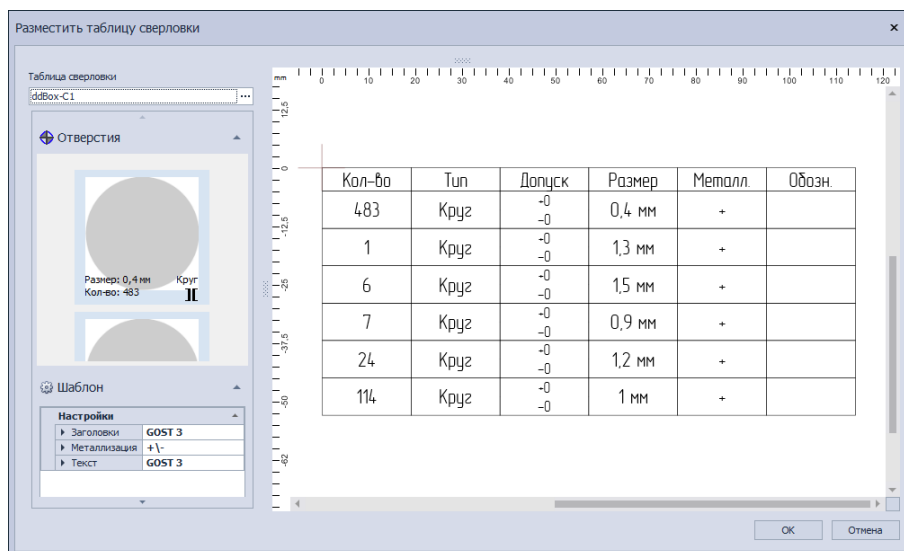 Разместить таблицу сверловки
Таблица сверловки
ddBox-C1 ...
Отверстия
Размер: 0,4 мм Круг
Кол-во: 483
Шаблон
Настройки
Заголовки GOST 3
Металлизация +\-
Текст GOST 3
mm 0 10 20 30 40 50 60 70 80 90 100 110 120
12,5
0
-12,5
-25
-37,5
-50
-62
Кол-во Тип Допуск Размер Металл. Обозн.
483 Круг +0 -0 0,4 мм +
1 Круг +0 -0 1,3 мм +
6 Круг +0 -0 1,5 мм +
7 Круг +0 -0 0,9 мм +
24 Круг +0 -0 1,2 мм +
114 Круг +0 -0 1 мм +
OK Отмена